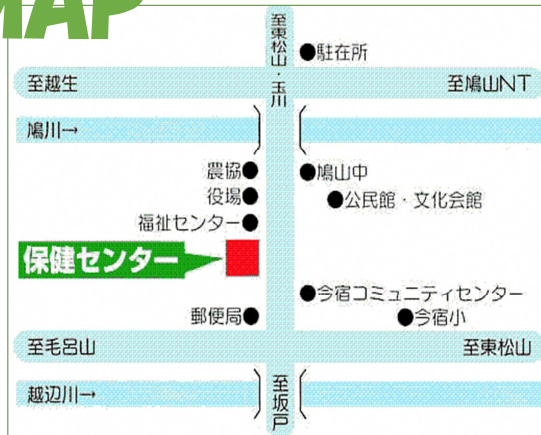 MAP
至東松山・玉川
●駐在所
至越生
至鳩山NT
鳩川→
農協●
●鳩山中
役場●
●公民館・文化会館
福祉センター●
保健センター
●今宿コミュニティセンター
郵便局●
●今宿小
至毛呂山
至東松山
越辺川→
至坂戸